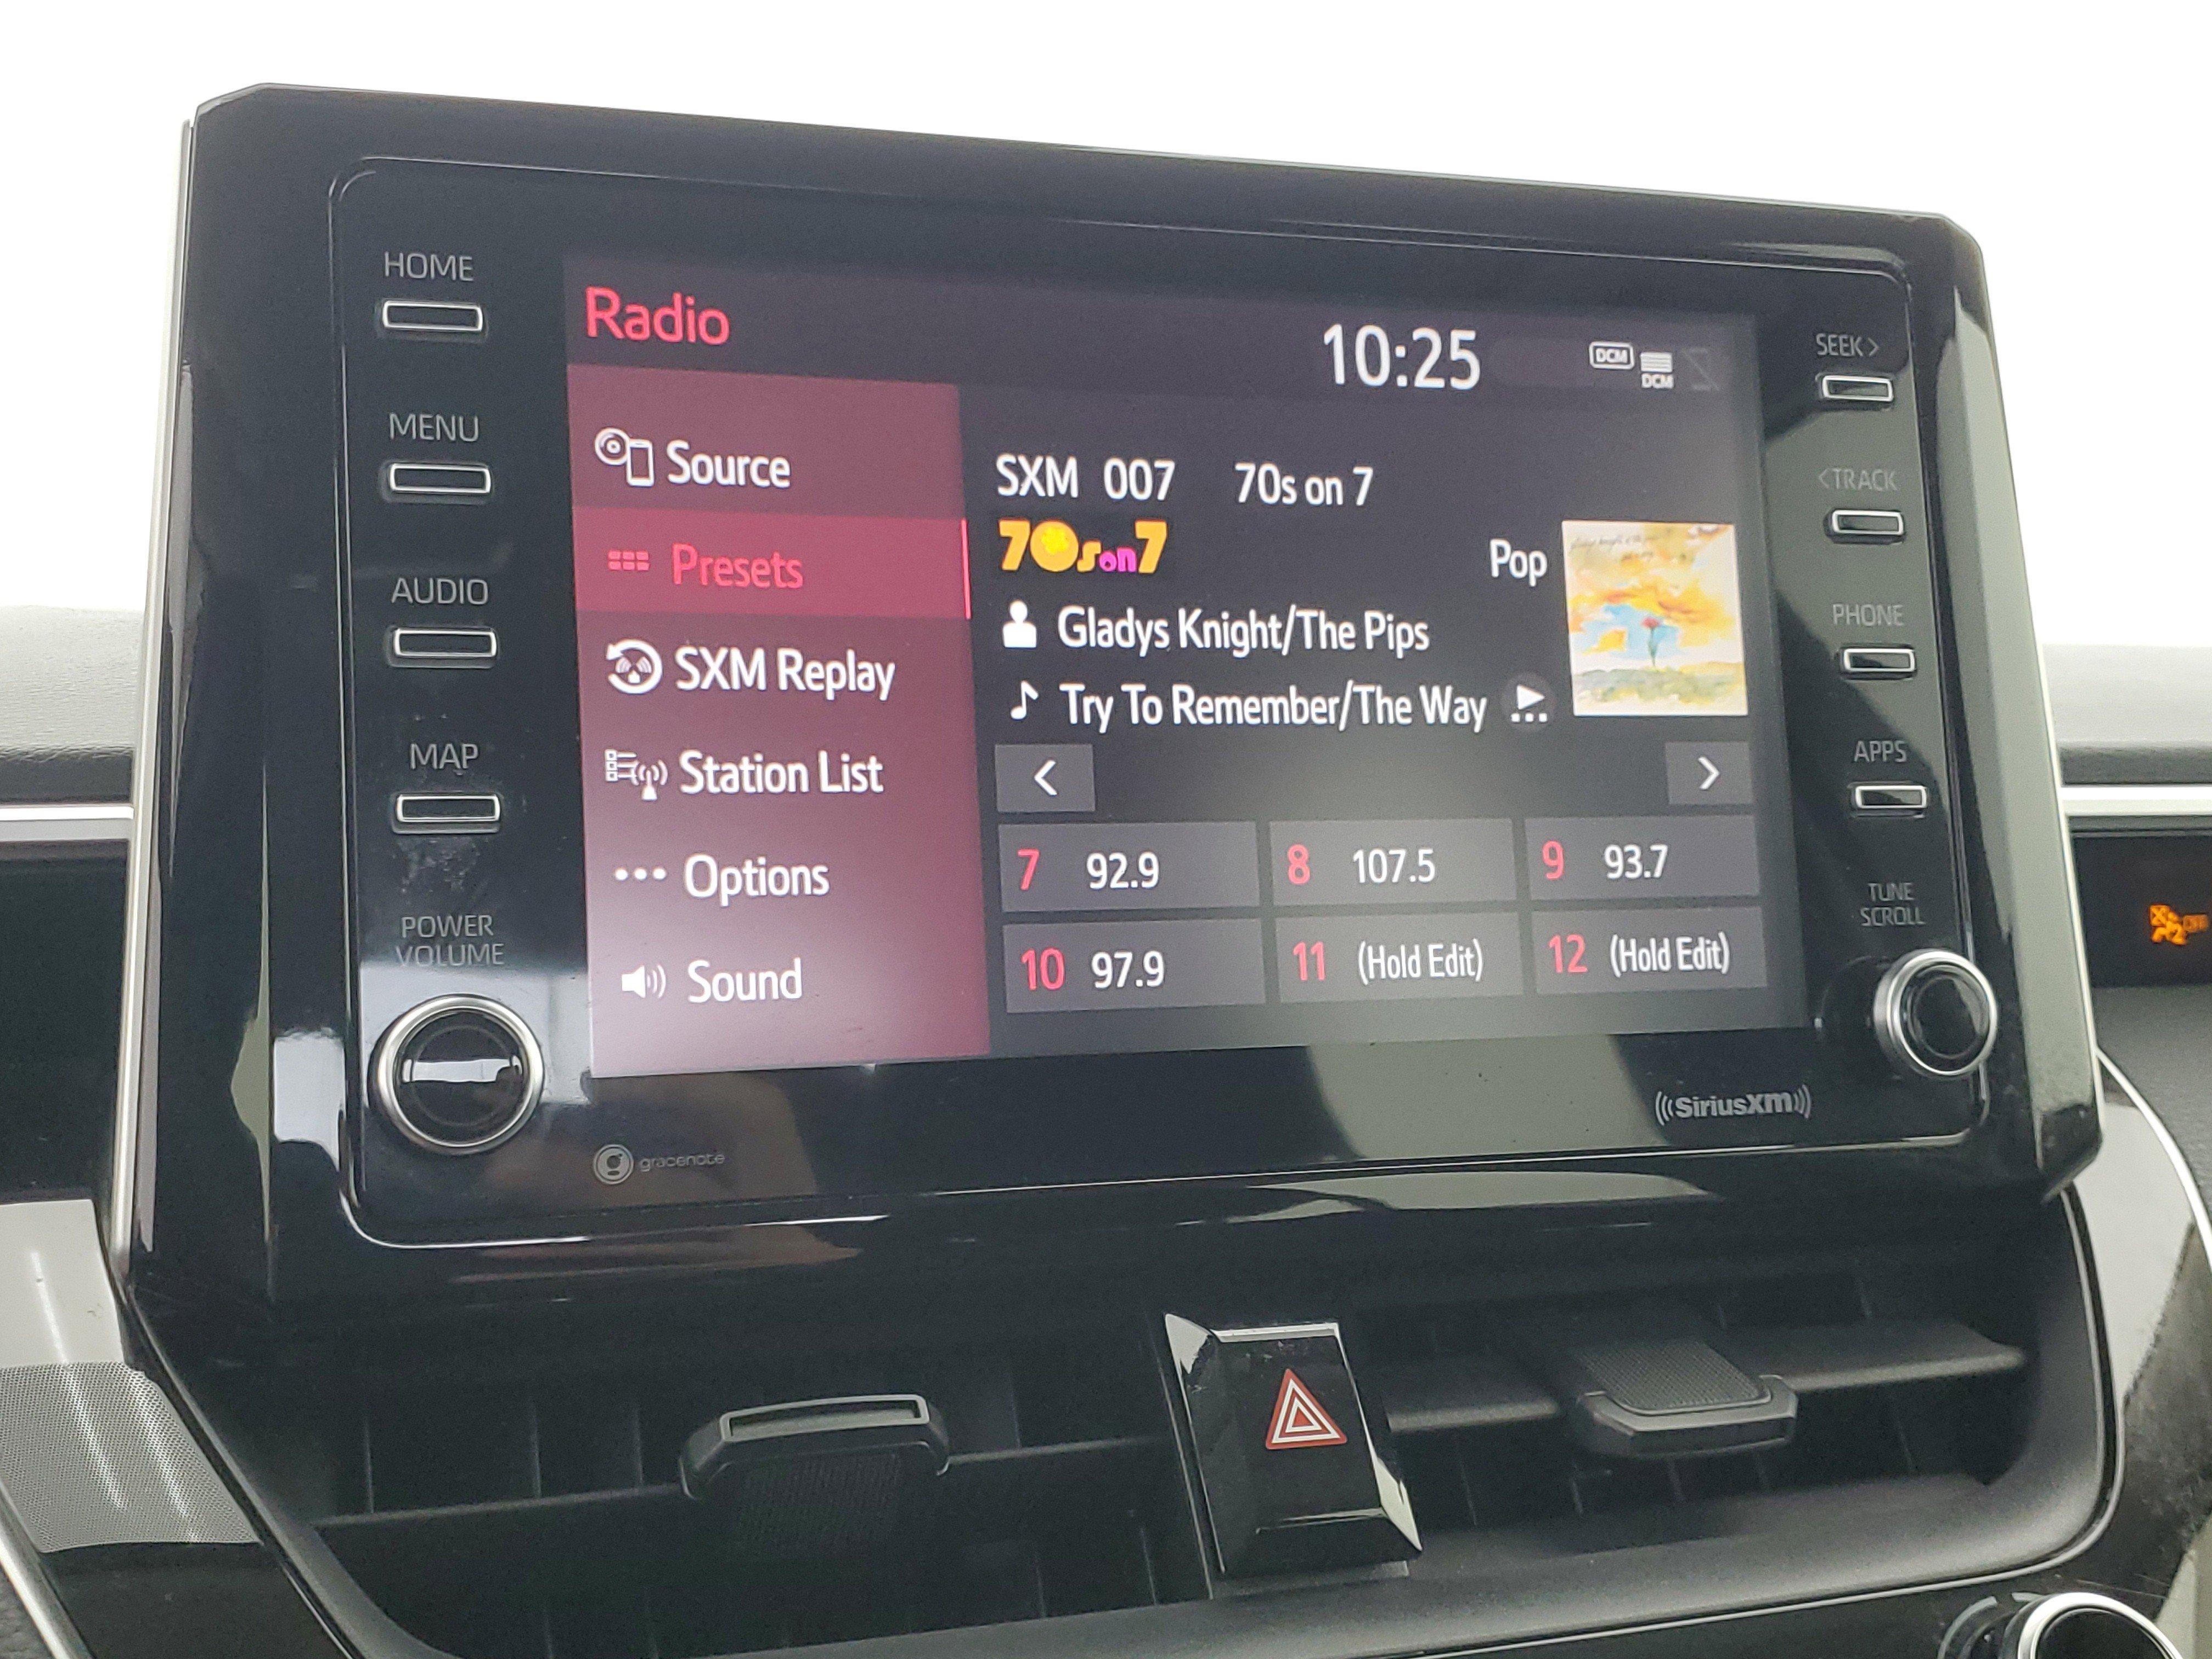 HOME
MENU
AUDIO
MAP
POWER
VOLUME
Radio
10:25
DCM
DCM
Source
Presets
SXM Replay
Station List
Options
Sound
SXM 007 70s on 7
70s on 7
Pop
Gladys Knight/The Pips
Try To Remember/The Way
7 92.9
8 107.5
9 93.7
10 97.9
11 (Hold Edit)
12 (Hold Edit)
SEEK >
< TRACK
PHONE
APPS
TUNE
SCROLL
gracenote
SiriusXM